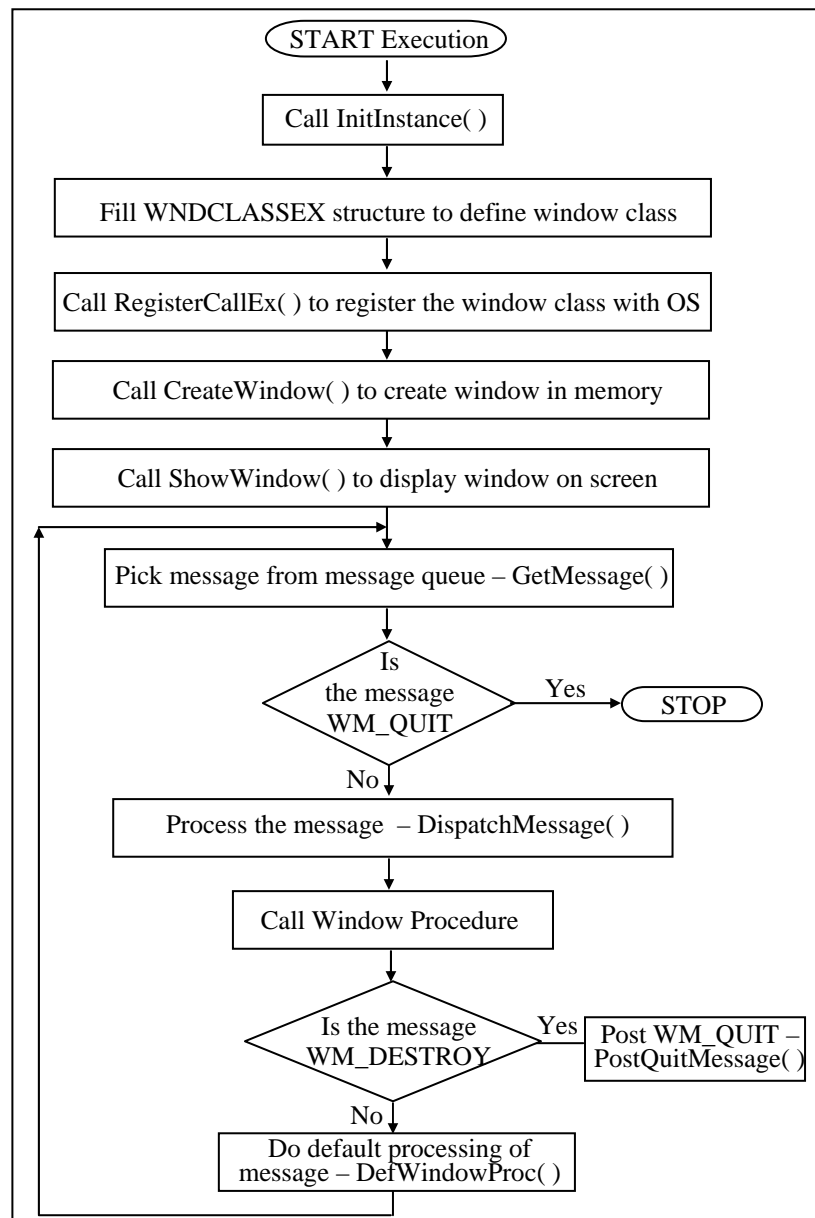 START Execution
Call InitInstance( )
Fill WNDCLASSEX structure to define window class
Call RegisterCallEx( ) to register the window class with OS
Call CreateWindow( ) to create window in memory
Call ShowWindow( ) to display window on screen
Pick message from message queue – GetMessage( )
Is
the message
WM_QUIT
Yes
STOP
No
Process the message – DispatchMessage( )
Call Window Procedure
Is the message
WM_DESTROY
Yes
Post WM_QUIT –
PostQuitMessage( )
No
Do default processing of
message – DefWindowProc( )